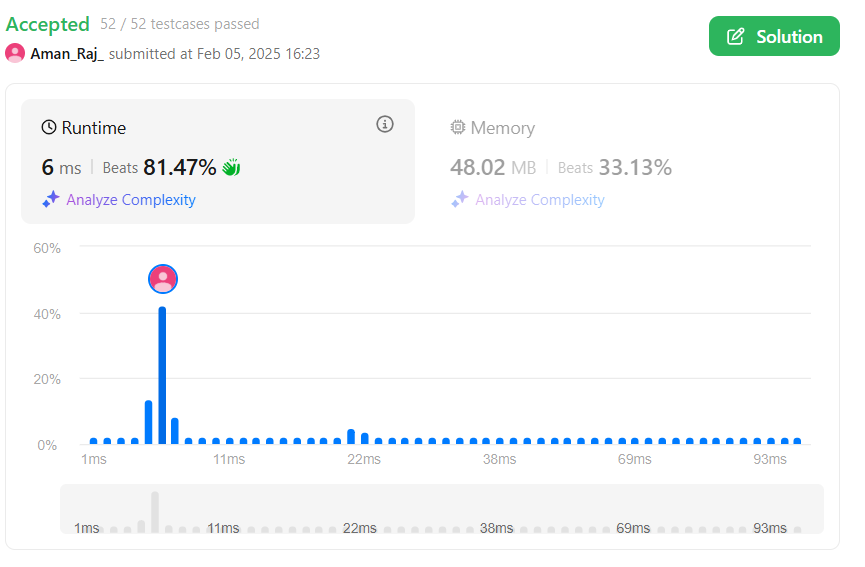 Accepted 52 / 52 testcases passed
Aman_Raj_ submitted at Feb 05, 2025 16:23
Solution
Runtime
6 ms | Beats 81.47%
Analyze Complexity
Memory
48.02 MB | Beats 33.13%
Analyze Complexity
60%
40%
20%
0%
1ms 11ms 22ms 38ms 69ms 93ms
1ms 11ms 22ms 38ms 69ms 93ms